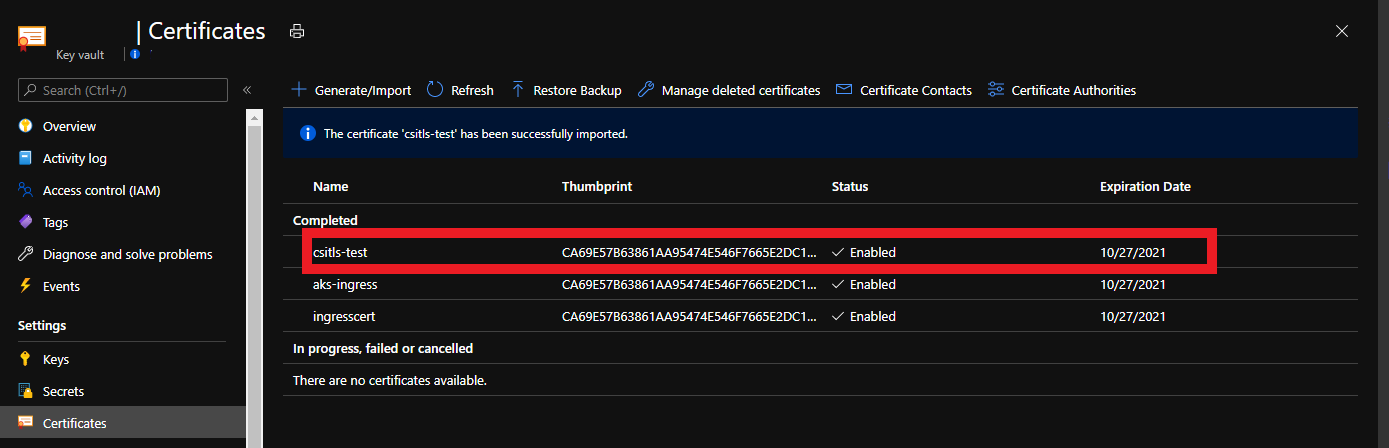 | Certificates
Key vault
Search (Ctrl+/)
Overview
Activity log
Access control (IAM)
Tags
Diagnose and solve problems
Events
Settings
Keys
Secrets
Certificates
Generate/Import Refresh Restore Backup Manage deleted certificates Certificate Contacts Certificate Authorities
The certificate 'csitls-test' has been successfully imported.
Name Thumbprint Status Expiration Date
Completed
csitls-test CA69E57B63861AA95474E546F7665E2DC1... Enabled 10/27/2021
aks-ingress CA69E57B63861AA95474E546F7665E2DC1... Enabled 10/27/2021
ingresscert CA69E57B63861AA95474E546F7665E2DC1... Enabled 10/27/2021
In progress, failed or cancelled
There are no certificates available.